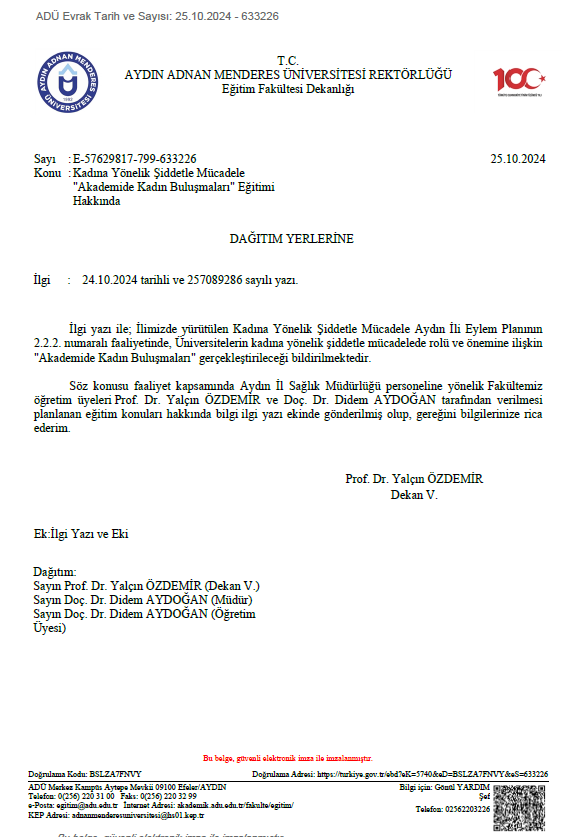 ADÜ Evrak Tarih ve Sayısı: 25.10.2024 - 633226
AYDIN ADNAN MENDERES
ÜNİVERSİTESİ
1992
T.C.
AYDIN ADNAN MENDERES ÜNİVERSİTESİ REKTÖRLÜĞÜ
Eğitim Fakültesi Dekanlığı
100
Sayı : E-57629817-799-633226 25.10.2024
Konu : Kadına Yönelik Şiddetle Mücadele
"Akademide Kadın Buluşmaları" Eğitimi
Hakkında
DAĞITIM YERLERİNE
İlgi : 24.10.2024 tarihli ve 257089286 sayılı yazı.
İlgi yazı ile; İlimizde yürütülen Kadına Yönelik Şiddetle Mücadele Aydın İli Eylem Planının
2.2.2. numaralı faaliyetinde, Üniversitelerin kadına yönelik şiddetle mücadelede rolü ve önemine ilişkin
"Akademide Kadın Buluşmaları" gerçekleştirileceği bildirilmektedir.
Söz konusu faaliyet kapsamında Aydın İl Sağlık Müdürlüğü personeline yönelik Fakültemiz
öğretim üyeleri Prof. Dr. Yalçın ÖZDEMİR ve Doç. Dr. Didem AYDOĞAN tarafından verilmesi
planlanan eğitim konuları hakkında bilgi ilgi yazı ekinde gönderilmiş olup, gereğini bilgilerinize rica
ederim.
Prof. Dr. Yalçın ÖZDEMİR
Dekan V.
Ek:İlgi Yazı ve Eki
Dağıtım:
Sayın Prof. Dr. Yalçın ÖZDEMİR (Dekan V.)
Sayın Doç. Dr. Didem AYDOĞAN (Müdür)
Sayın Doç. Dr. Didem AYDOĞAN (Öğretim
Üyesi)
Bu belge, güvenli elektronik imza ile imzalanmıştır.
Doğrulama Kodu: BSLZA7FNVY Doğrulama Adresi: https://turkiye.gov.tr/ebd?eK=5740&eD=BSLZA7FNVY&eS=633226
ADÜ Merkez Kampüs Aytepe Mevkii 09100 Efeler/AYDIN Bilgi için: Gönül YARDIM
Telefon: 0(256) 220 31 00 Faks: 0(256) 220 32 99 Şef
e-Posta: egitim@adu.edu.tr İnternet Adresi: akademik.adu.edu.tr/fakulte/egitim/
KEP Adresi: adnanmenderesuniversitesi@hs01.kep.tr Telefon: 02562203226